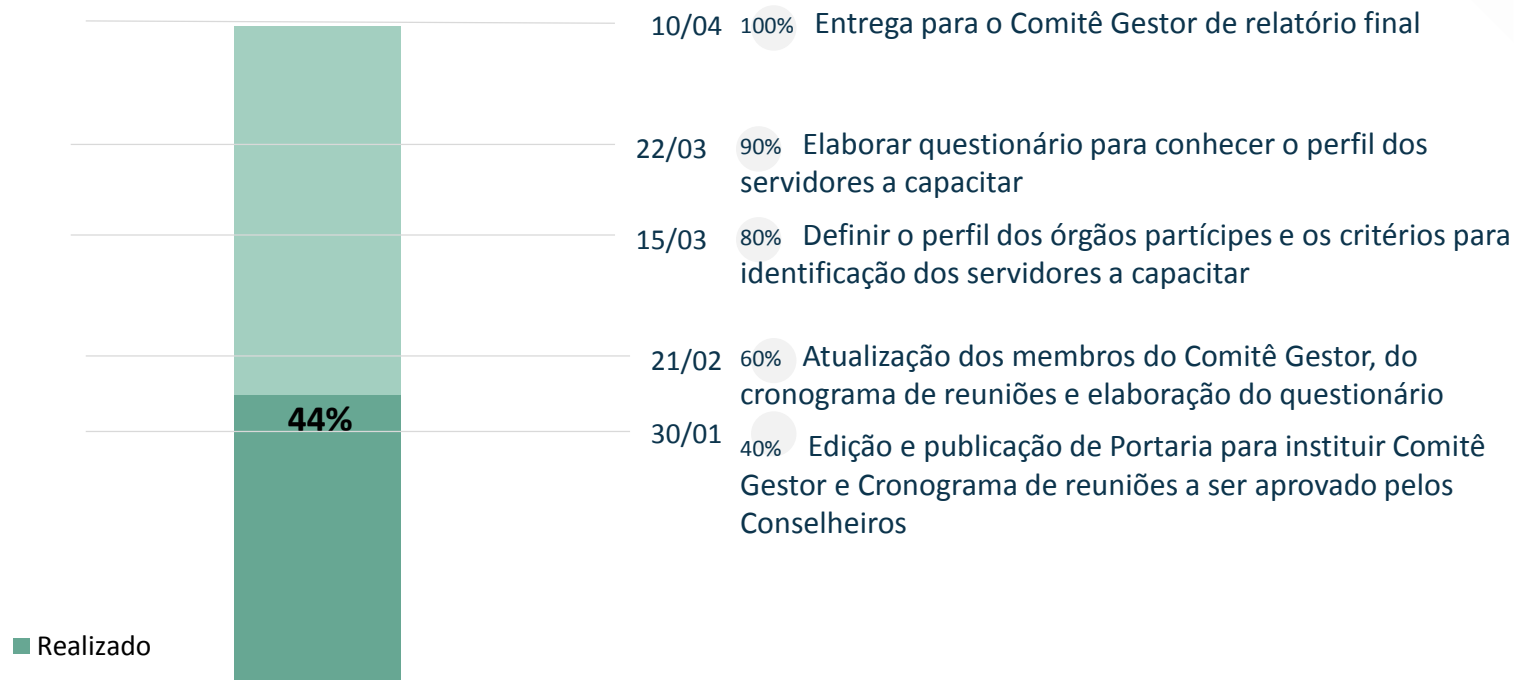 10/04 100% Entrega para o Comitê Gestor de relatório final
22/03 90% Elaborar questionário para conhecer o perfil dos
servidores a capacitar
15/03 80% Definir o perfil dos órgãos partícipes e os critérios para
identificação dos servidores a capacitar
21/02 60% Atualização dos membros do Comitê Gestor, do
cronograma de reuniões e elaboração do questionário
44%
30/01 40% Edição e publicação de Portaria para instituir Comitê
Gestor e Cronograma de reuniões a ser aprovado pelos
Conselheiros
Realizado